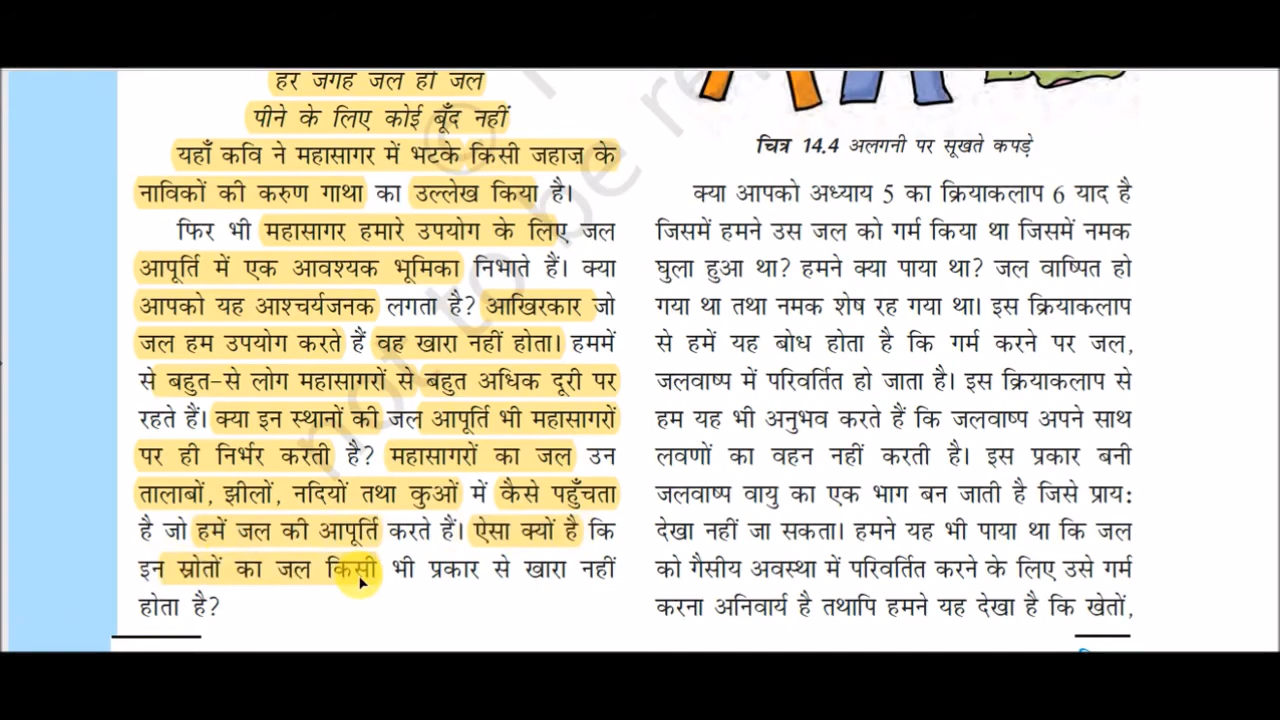 हर जगह जल ही जल
पीने के लिए कोई बूँद नहीं
यहाँ कवि ने महासागर में भटके किसी जहाज के
नाविकों की करुण गाथा का उल्लेख किया है।
फिर भी महासागर हमारे उपयोग के लिए जल
आपूर्ति में एक आवश्यक भूमिका निभाते हैं। क्या
आपको यह आश्चर्यजनक लगता है? आखिरकार जो
जल हम उपयोग करते हैं वह खारा नहीं होता। हममें
से बहुत-से लोग महासागरों से बहुत अधिक दूरी पर
रहते हैं। क्या इन स्थानों की जल आपूर्ति भी महासागरों
पर ही निर्भर करती है? महासागरों का जल उन
तालाबों, झीलों, नदियों तथा कुओं में कैसे पहुँचता
है जो हमें जल की आपूर्ति करते हैं। ऐसा क्यों है कि
इन स्रोतों का जल किसी भी प्रकार से खारा नहीं
होता है?
चित्र 14.4 अलगनी पर सूखते कपड़े
क्या आपको अध्याय 5 का क्रियाकलाप 6 याद है
जिसमें हमने उस जल को गर्म किया था जिसमें नमक
घुला हुआ था? हमने क्या पाया था? जल वाष्पित हो
गया था तथा नमक शेष रह गया था। इस क्रियाकलाप
से हमें यह बोध होता है कि गर्म करने पर जल,
जलवाष्प में परिवर्तित हो जाता है। इस क्रियाकलाप से
हम यह भी अनुभव करते हैं कि जलवाष्प अपने साथ
लवणों का वहन नहीं करती है। इस प्रकार बनी
जलवाष्प वायु का एक भाग बन जाती है जिसे प्राय:
देखा नहीं जा सकता। हमने यह भी पाया था कि जल
को गैसीय अवस्था में परिवर्तित करने के लिए उसे गर्म
करना अनिवार्य है तथापि हमने यह देखा है कि खेतों,
not to be re